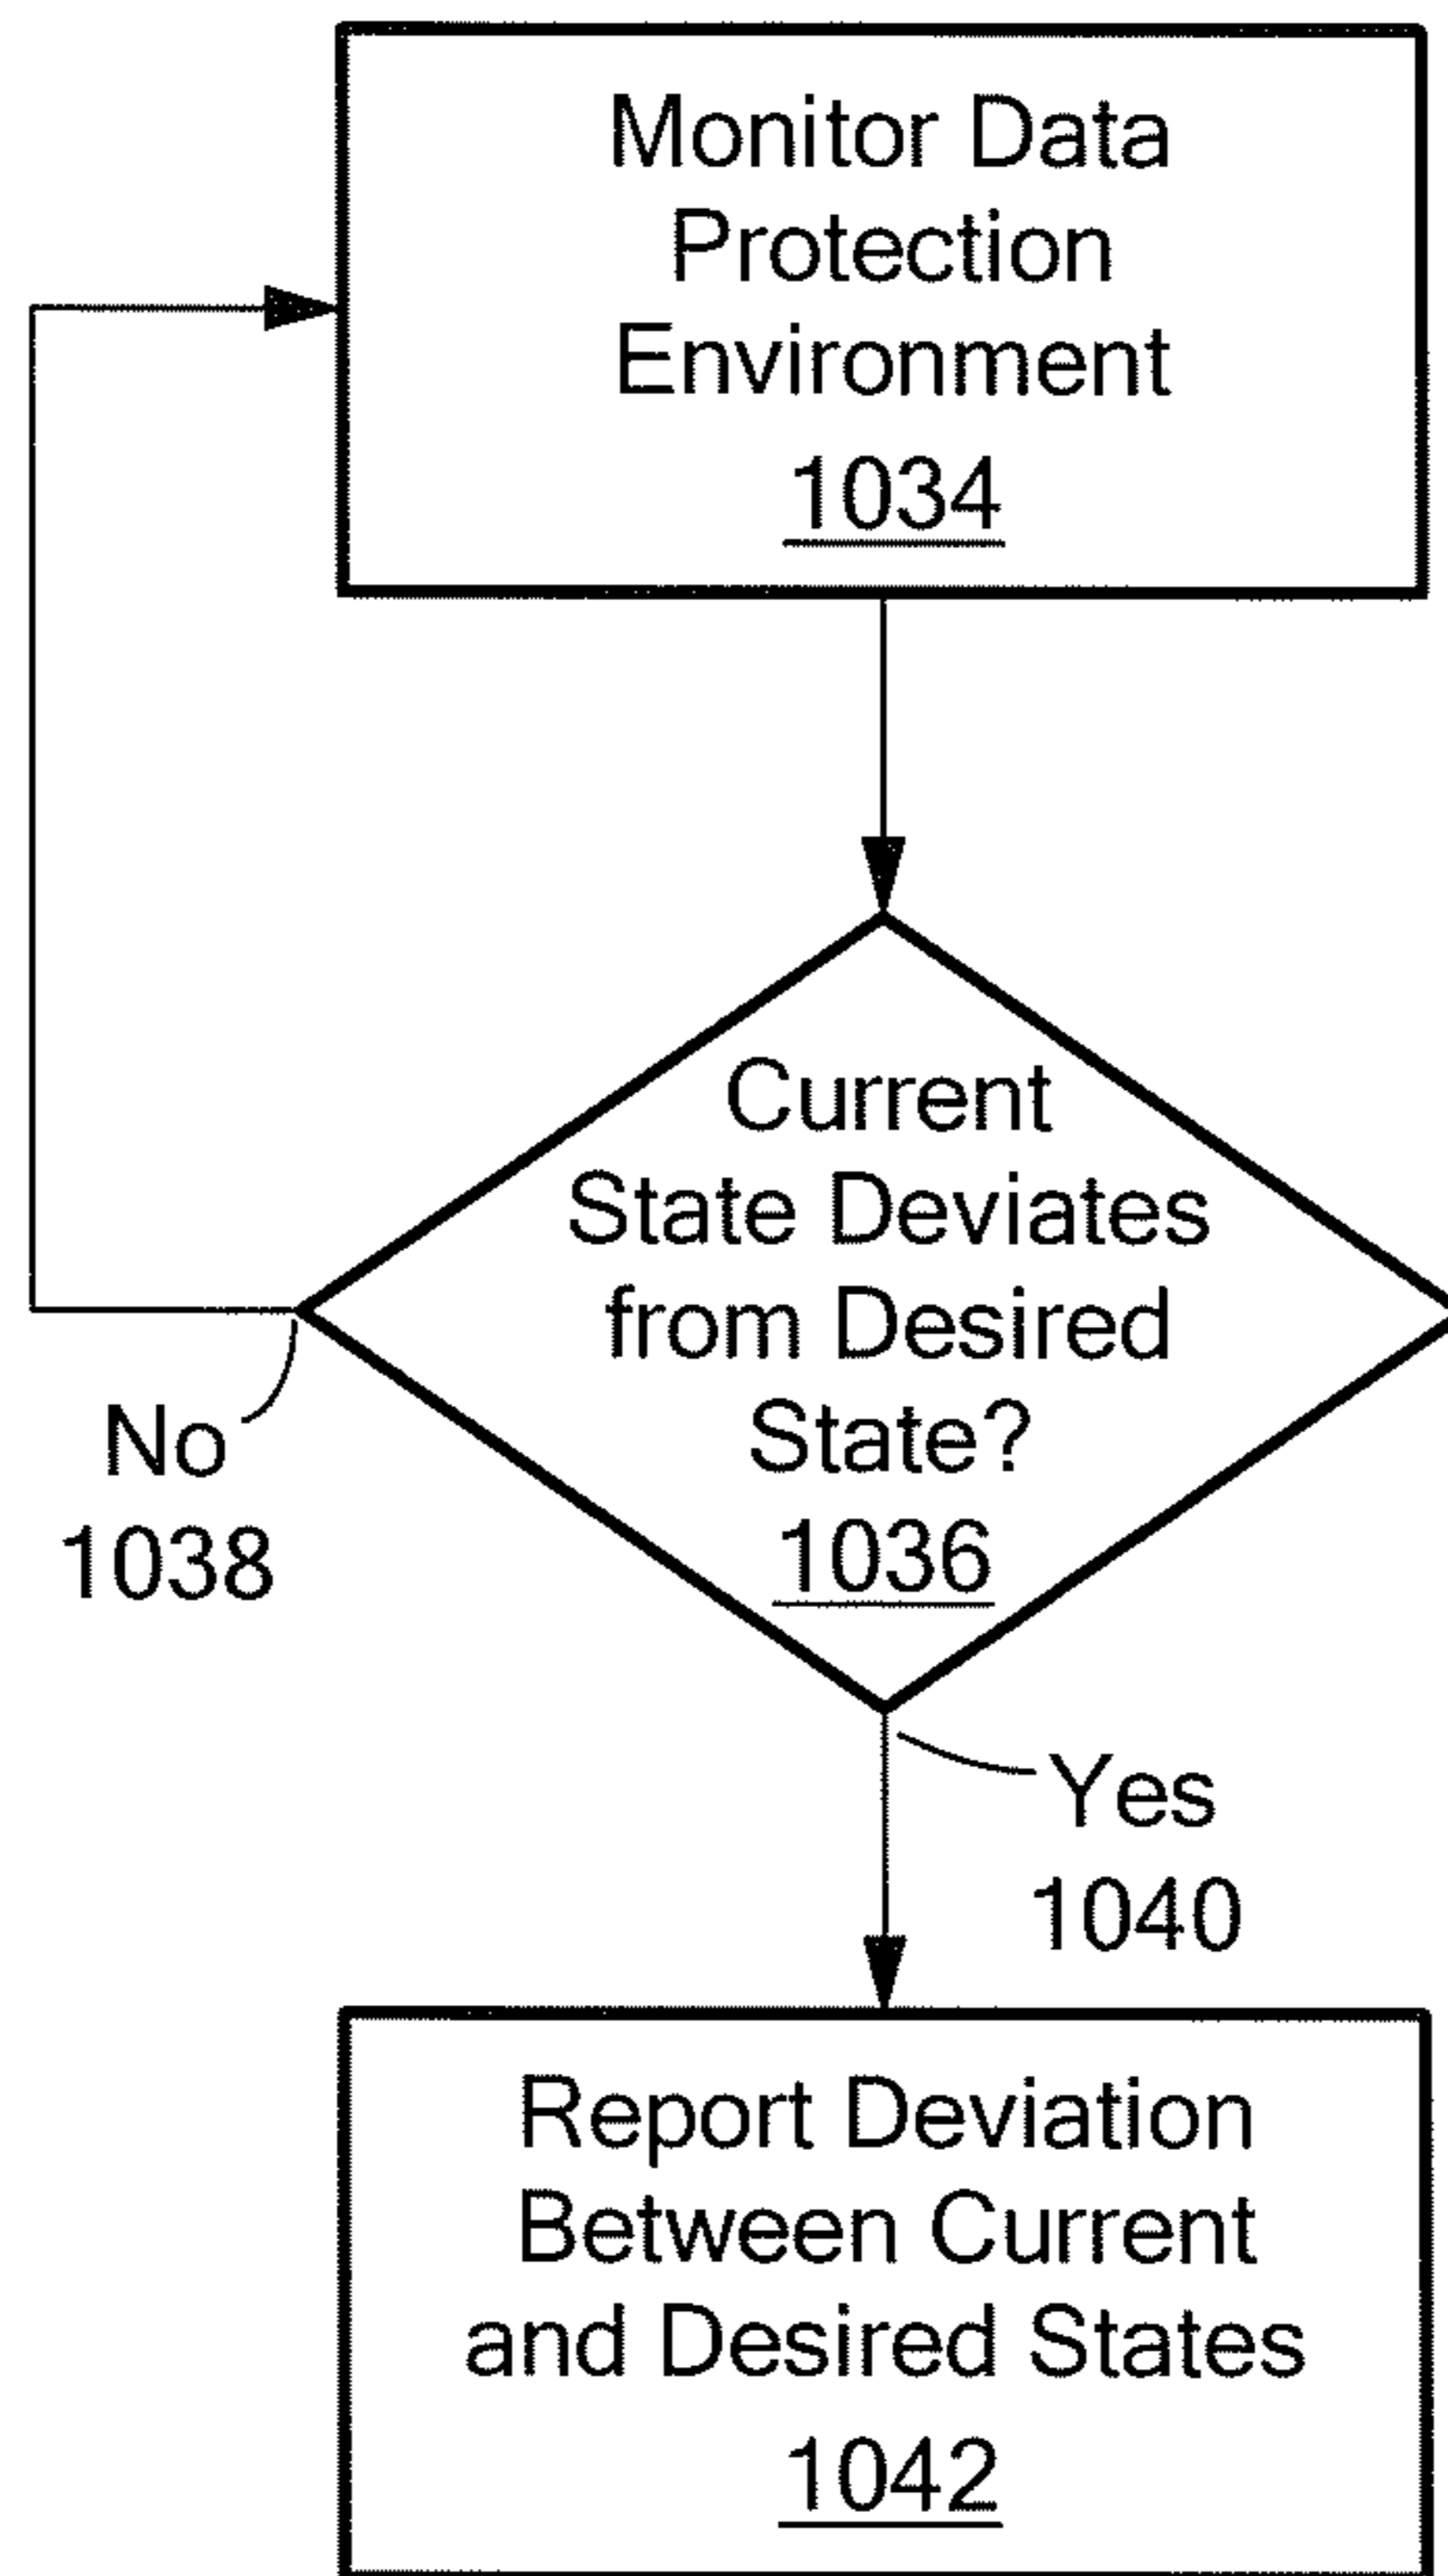 Monitor Data
Protection
Environment
1034
Current
State Deviates
from Desired
State?
1036
No
1038
Yes
1040
Report Deviation
Between Current
and Desired States
1042